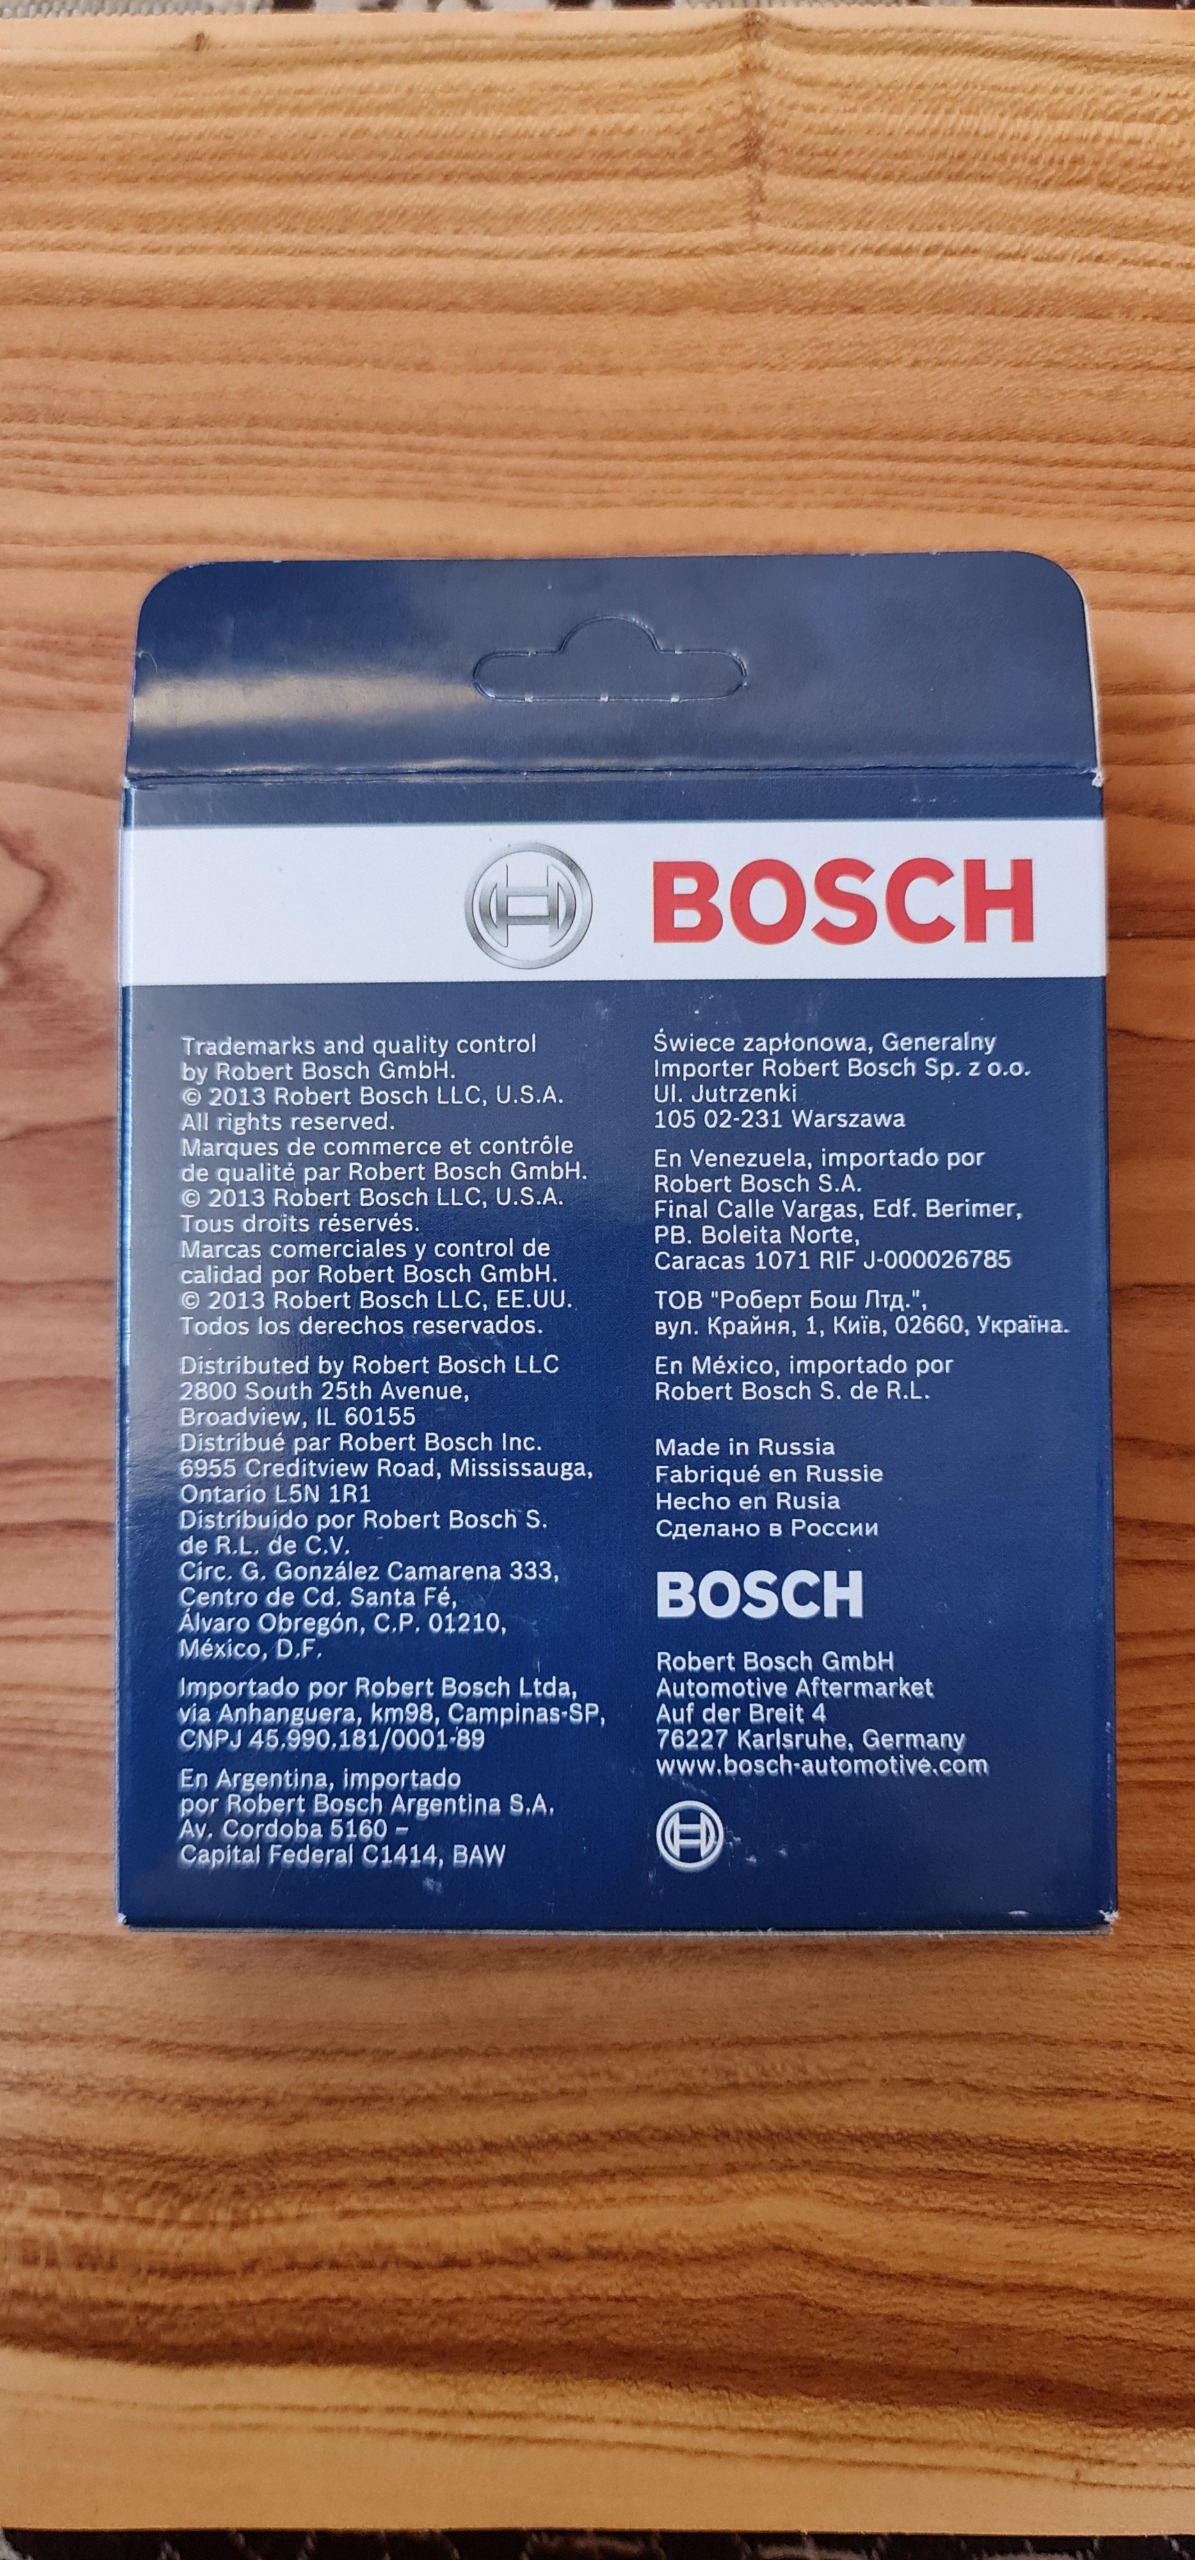 BOSCH
Trademarks and quality control
by Robert Bosch GmbH.
© 2013 Robert Bosch LLC, U.S.A.
All rights reserved.
Marques de commerce et contrôle
de qualité par Robert Bosch GmbH.
© 2013 Robert Bosch LLC, U.S.A.
Tous droits réservés.
Marcas comerciales y control de
calidad por Robert Bosch GmbH.
© 2013 Robert Bosch LLC, EE.UU.
Todos los derechos reservados.
Distributed by Robert Bosch LLC
2800 South 25th Avenue,
Broadview, IL 60155
Distribué par Robert Bosch Inc.
6955 Creditview Road, Mississauga,
Ontario L5N 1R1
Distribuido por Robert Bosch S.
de R.L. de C.V.
Circ. G. González Camarena 333,
Centro de Cd. Santa Fé,
Álvaro Obregón, C.P. 01210,
México, D.F.
Importado por Robert Bosch Ltda,
via Anhanguera, km98, Campinas-SP,
CNPJ 45.990.181/0001-89
En Argentina, importado
por Robert Bosch Argentina S.A.
Av. Cordoba 5160 –
Capital Federal C1414, BAW
Świece zapłonowa, Generalny
Importer Robert Bosch Sp. z o.o.
Ul. Jutrzenki
105 02-231 Warszawa
En Venezuela, importado por
Robert Bosch S.A.
Final Calle Vargas, Edf. Berimer,
PB. Boleita Norte,
Caracas 1071 RIF J-000026785
ТОВ "Роберт Бош Лтд.",
вул. Крайня, 1, Київ, 02660, Україна.
En México, importado por
Robert Bosch S. de R.L.
Made in Russia
Fabriqué en Russie
Hecho en Rusia
Сделано в России
BOSCH
Robert Bosch GmbH
Automotive Aftermarket
Auf der Breit 4
76227 Karlsruhe, Germany
www.bosch-automotive.com